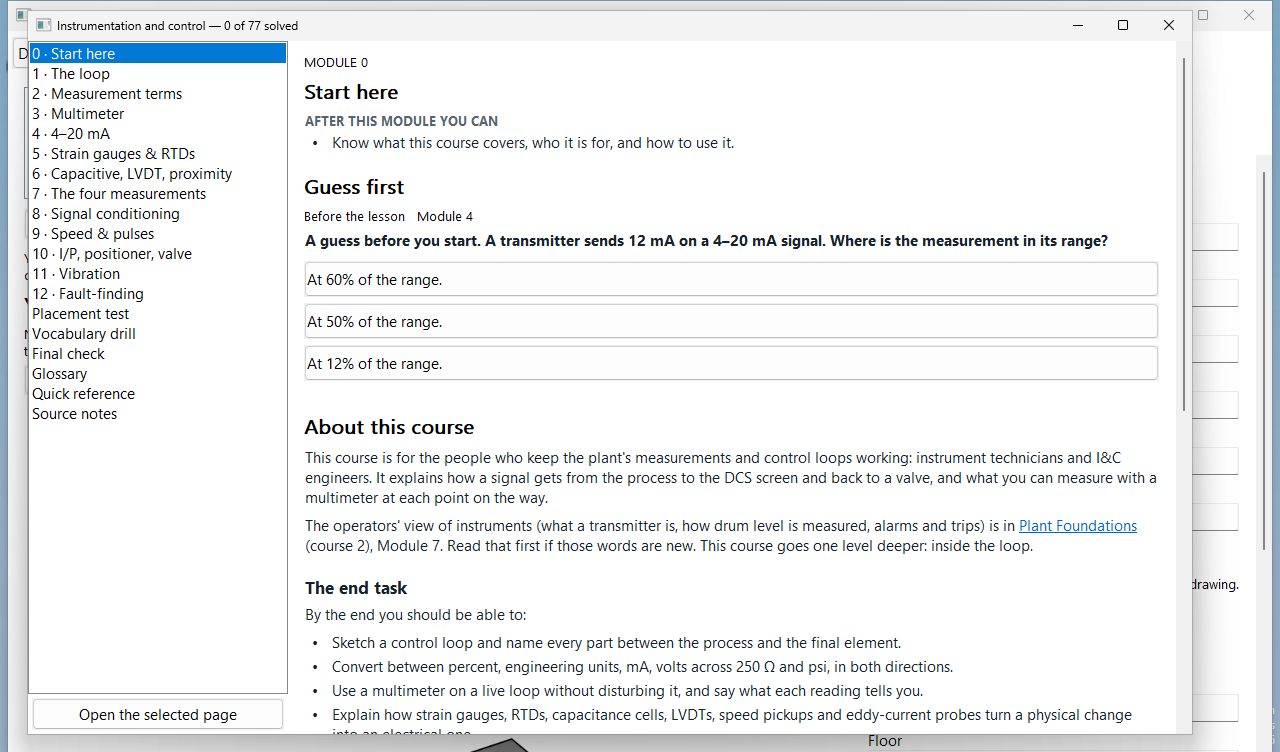 Instrumentation and control — 0 of 77 solved
0 · Start here
1 · The loop
2 · Measurement terms
3 · Multimeter
4 · 4–20 mA
5 · Strain gauges & RTDs
6 · Capacitive, LVDT, proximity
7 · The four measurements
8 · Signal conditioning
9 · Speed & pulses
10 · I/P, positioner, valve
11 · Vibration
12 · Fault-finding
Placement test
Vocabulary drill
Final check
Glossary
Quick reference
Source notes
Open the selected page
MODULE 0
Start here
AFTER THIS MODULE YOU CAN
• Know what this course covers, who it is for, and how to use it.
Guess first
Before the lesson Module 4
A guess before you start. A transmitter sends 12 mA on a 4–20 mA signal. Where is the measurement in its range?
At 60% of the range.
At 50% of the range.
At 12% of the range.
About this course
This course is for the people who keep the plant's measurements and control loops working: instrument technicians and I&C
engineers. It explains how a signal gets from the process to the DCS screen and back to a valve, and what you can measure with a
multimeter at each point on the way.
The operators' view of instruments (what a transmitter is, how drum level is measured, alarms and trips) is in Plant Foundations
(course 2), Module 7. Read that first if those words are new. This course goes one level deeper: inside the loop.
The end task
By the end you should be able to:
• Sketch a control loop and name every part between the process and the final element.
• Convert between percent, engineering units, mA, volts across 250 Ω and psi, in both directions.
• Use a multimeter on a live loop without disturbing it, and say what each reading tells you.
• Explain how strain gauges, RTDs, capacitance cells, LVDTs, speed pickups and eddy-current probes turn a physical change
into an electrical one.
drawing.
Floor